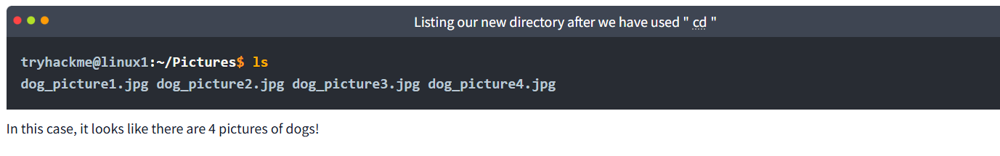 Listing our new directory after we have used " cd "
tryhackme@linux1:~/Pictures$ ls
dog_picture1.jpg dog_picture2.jpg dog_picture3.jpg dog_picture4.jpg
In this case, it looks like there are 4 pictures of dogs!